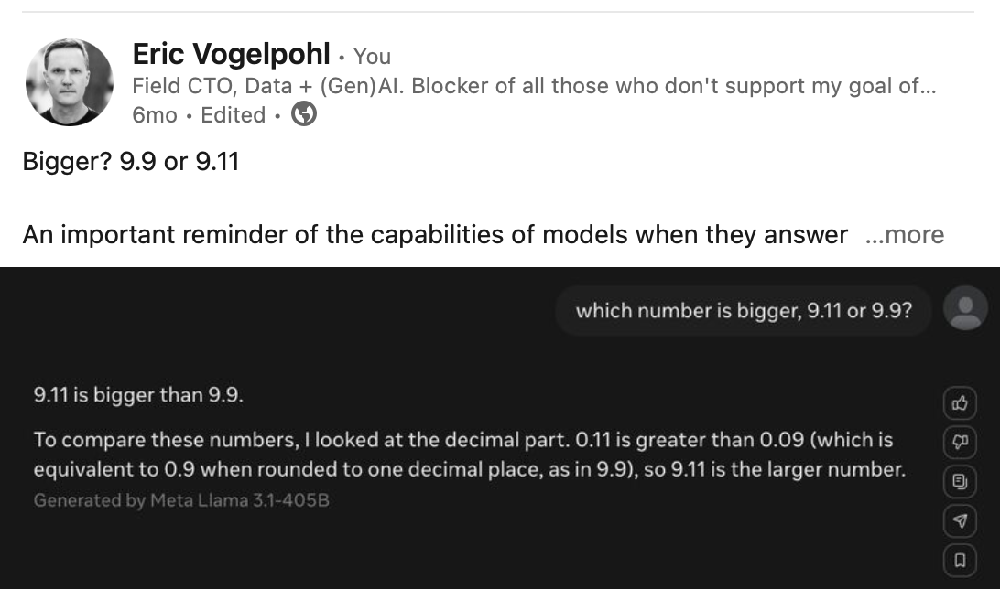 Eric Vogelpohl • You
Field CTO, Data + (Gen)AI. Blocker of all those who don't support my goal of...
6mo • Edited •
Bigger? 9.9 or 9.11
An important reminder of the capabilities of models when they answer ...more
which number is bigger, 9.11 or 9.9?
9.11 is bigger than 9.9.
To compare these numbers, I looked at the decimal part. 0.11 is greater than 0.09 (which is
equivalent to 0.9 when rounded to one decimal place, as in 9.9), so 9.11 is the larger number.
Generated by Meta Llama 3.1-405B